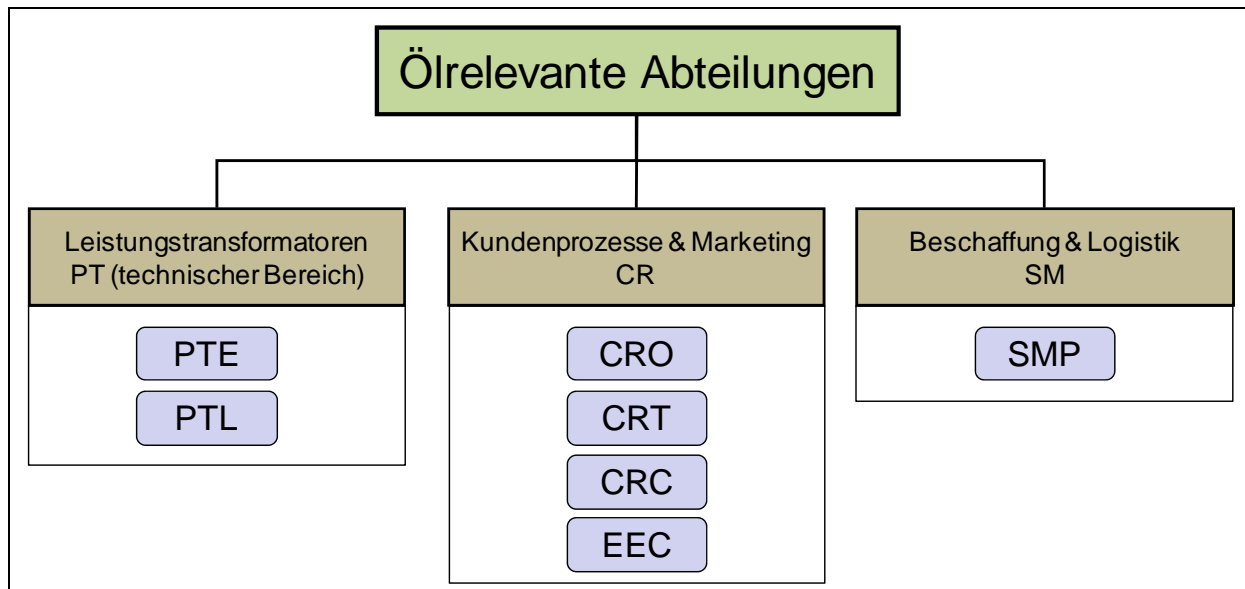 Ölrelevante Abteilungen
Leistungstransformatoren
PT (technischer Bereich)
PTE
PTL
Kundenprozesse & Marketing
CR
CRO
CRT
CRC
EEC
Beschaffung & Logistik
SM
SMP